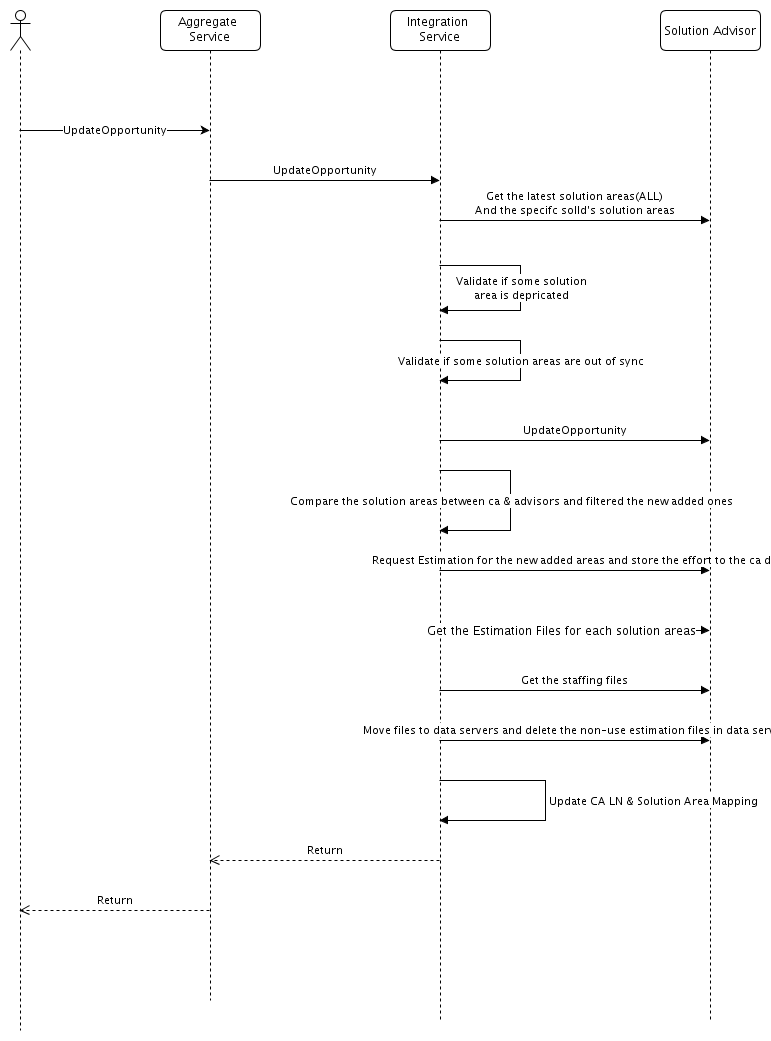 Aggregate
Service
Integration
Service
Solution Advisor
UpdateOpportunity
UpdateOpportunity
Get the latest solution areas(ALL)
And the specifc solId's solution areas
Validate if some solution
area is depricated
Validate if some solution areas are out of sync
UpdateOpportunity
Compare the solution areas between ca & advisors and filtered the new added ones
Request Estimation for the new added areas and store the effort to the ca d
Get the Estimation Files for each solution areas
Get the staffing files
Move files to data servers and delete the non-use estimation files in data serv
Update CA LN & Solution Area Mapping
Return
Return